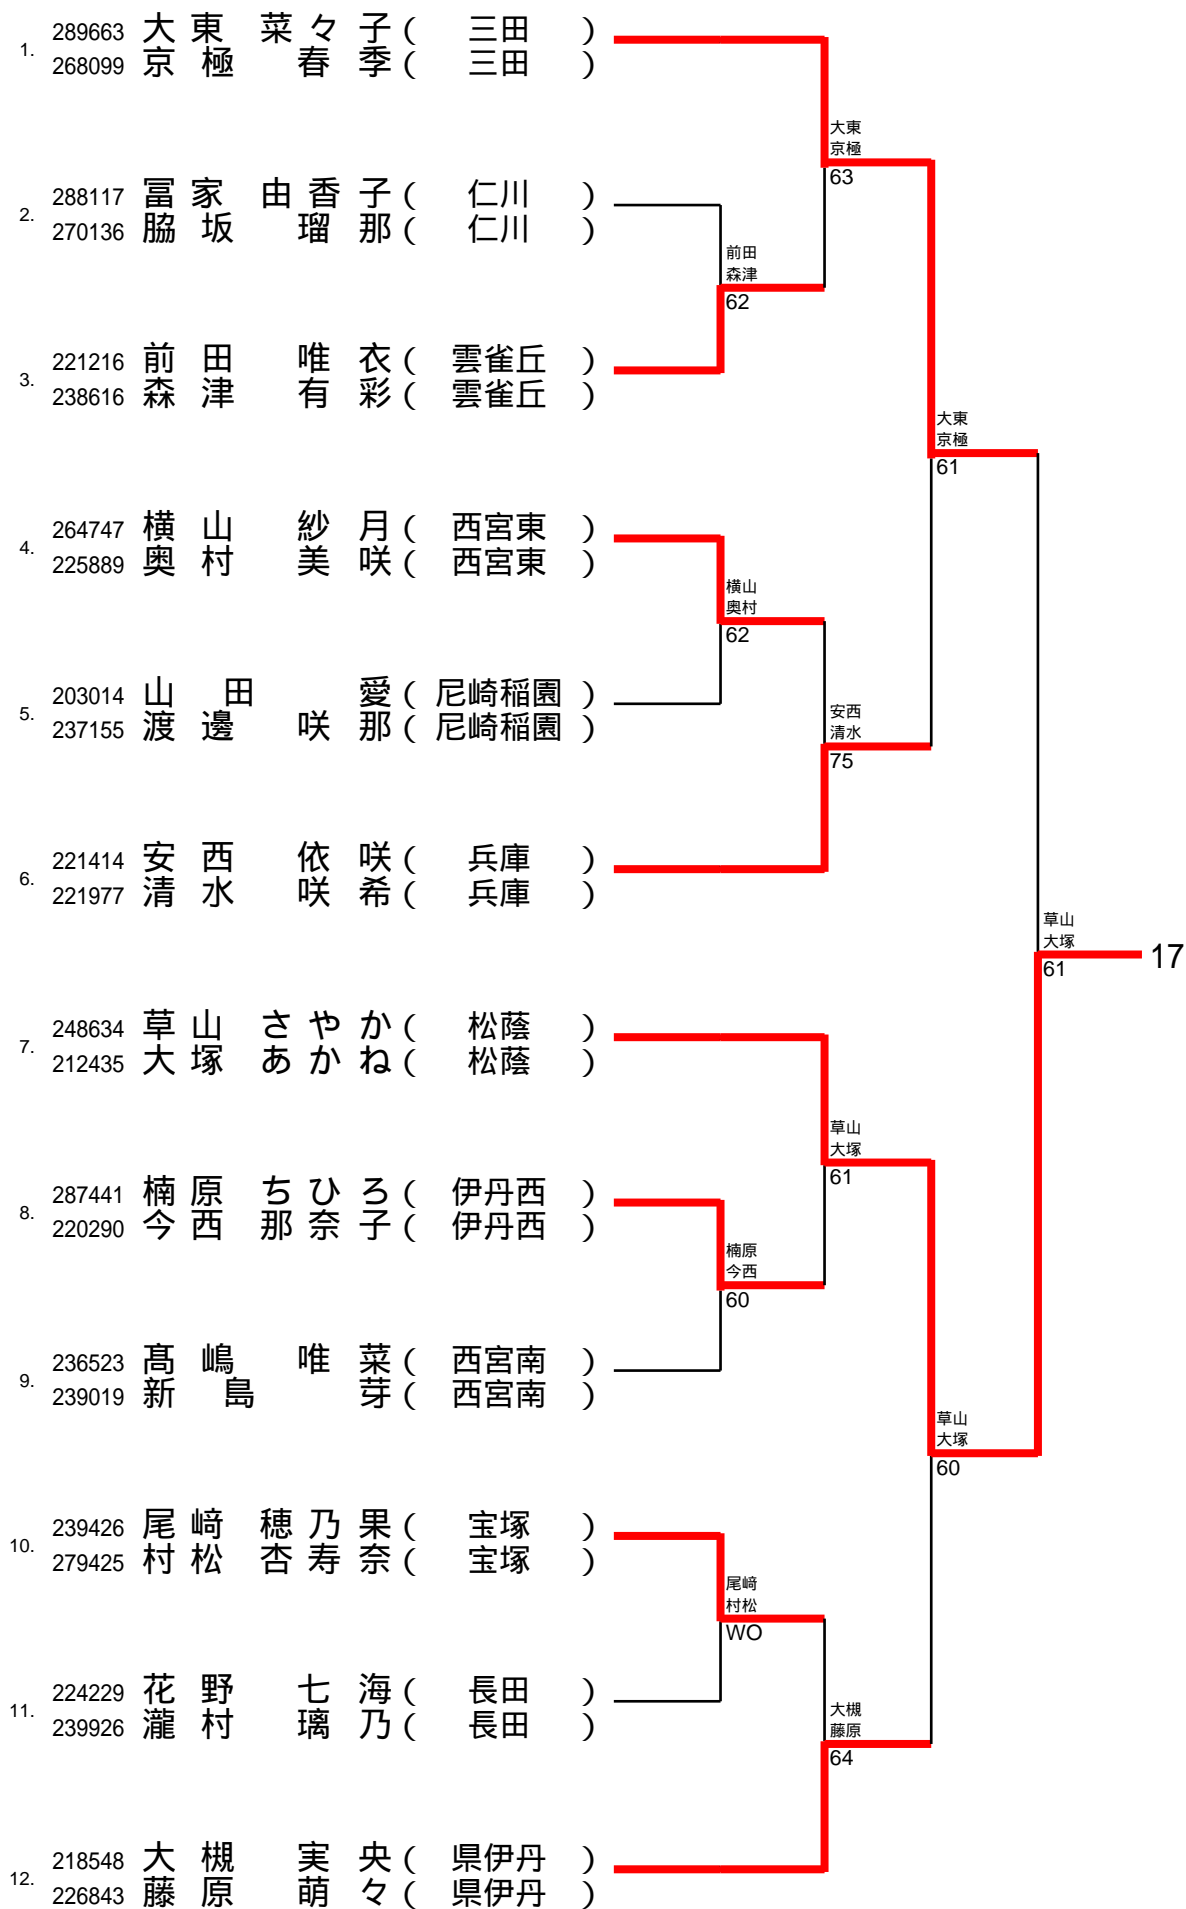 1. 289663 大東 菜々子 ( 三田 )
268099 京極 春季 ( 三田 )
大東
京極
63
2. 288117 冨家 由香子 ( 仁川 )
270136 脇坂 瑠那 ( 仁川 )
前田
森津
62
3. 221216 前田 唯衣 ( 雲雀丘 )
238616 森津 有彩 ( 雲雀丘 )
大東
京極
61
4. 264747 横山 紗月 ( 西宮東 )
225889 奥村 美咲 ( 西宮東 )
横山
奥村
62
5. 203014 山田 愛 ( 尼崎稲園 )
237155 渡邊 咲那 ( 尼崎稲園 )
安西
清水
75
6. 221414 安西 依咲 ( 兵庫 )
221977 清水 咲希 ( 兵庫 )
草山
大塚
61
17
7. 248634 草山 さやか ( 松蔭 )
212435 大塚 あかね ( 松蔭 )
草山
大塚
61
8. 287441 楠原 ちひろ ( 伊丹西 )
220290 今西 那奈子 ( 伊丹西 )
楠原
今西
60
9. 236523 髙嶋 唯菜 ( 西宮南 )
239019 新島 芽 ( 西宮南 )
草山
大塚
60
10. 239426 尾﨑 穂乃果 ( 宝塚 )
279425 村松 杏寿奈 ( 宝塚 )
尾﨑
村松
WO
11. 224229 花野 七海 ( 長田 )
239926 瀧村 璃乃 ( 長田 )
大槻
藤原
64
12. 218548 大槻 実央 ( 県伊丹 )
226843 藤原 萌々 ( 県伊丹 )